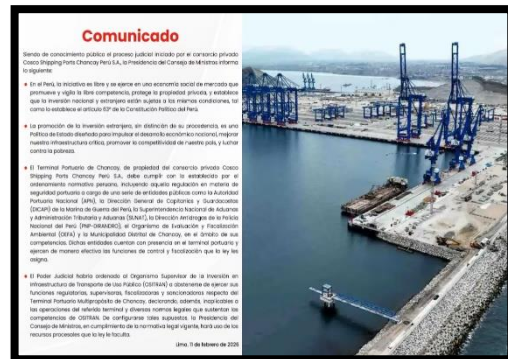 Comunicado
Siendo de conocimiento público el proceso judicial iniciado por el consorcio privado
Cosco Shipping Ports Chancay Perú S.A., la Presidencia del Consejo de Ministros informa
lo siguiente:
En el Perú, la iniciativa es libre y se ejerce en una economía social de mercado que
promueve y vigila la libre competencia, protege la propiedad privada, y establece
que la inversión nacional y extranjera están sujetas a las mismas condiciones, tal
como lo establece el artículo 63° de la Constitución Política del Perú.
La promoción de la inversión extranjera, sin distinción de su procedencia, es una
Política de Estado diseñada para impulsar el desarrollo económico nacional, mejorar
nuestra infraestructura crítica, promover la competitividad de nuestro país, y luchar
contra la pobreza.
El Terminal Portuario de Chancay, de propiedad del consorcio privado Cosco
Shipping Ports Chancay Perú S.A., debe cumplir con lo establecido por el
ordenamiento normativo peruano, incluyendo aquella regulación en materia de
seguridad portuaria a cargo de una serie de entidades públicas como la Autoridad
Portuaria Nacional (APN), la Dirección General de Capitanías y Guardacostas
(DICAPI) de la Marina de Guerra del Perú, la Superintendencia Nacional de Aduanas
y Administración Tributaria y Aduanas (SUNAT), la Dirección Antidrogas de la Policía
Nacional del Perú (PNP-DIRANDRO), el Organismo de Evaluación y Fiscalización
Ambiental (OEFA) y la Municipalidad Distrital de Chancay, en el ámbito de sus
competencias. Dichas entidades cuentan con presencia en el terminal portuario y
ejercen de manera efectiva las funciones de control y fiscalización que la ley les
asigna.
El Poder Judicial habría ordenado al Organismo Supervisor de la Inversión en
Infraestructura de Transporte de Uso Público (OSITRAN) a abstenerse de ejercer sus
funciones regulatorias, supervisoras, fiscalizadoras y sancionadoras respecto del
Terminal Portuario Multipropósito de Chancay, declarando, además, inaplicables a
las operaciones del referido terminal y diversas normas legales que sustentan las
competencias de OSITRAN. De configurarse tales supuestos, la Presidencia del
Consejo de Ministros, en cumplimiento de la normativa legal vigente, hará uso de los
recursos procesales que la ley le faculta.
Lima, 11 de febrero de 2026